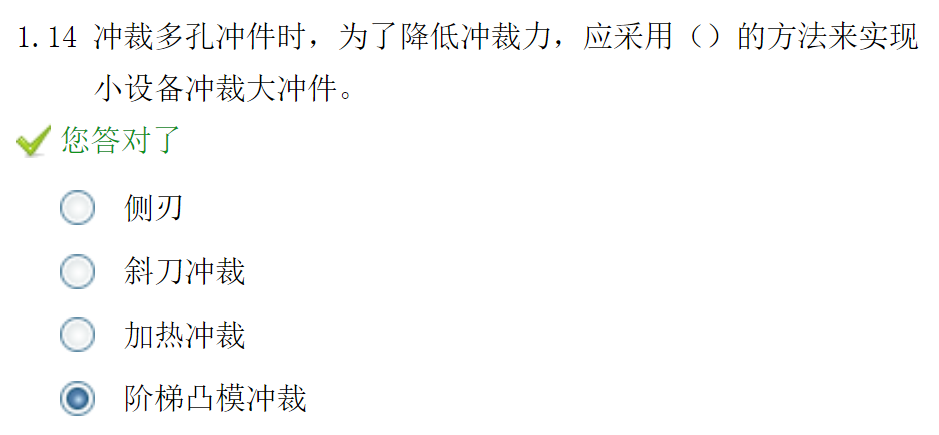 1.14 冲裁多孔冲件时，为了降低冲裁力，应采用（）的方法来实现
小设备冲裁大冲件。
您答对了
侧刃
斜刀冲裁
加热冲裁
阶梯凸模冲裁